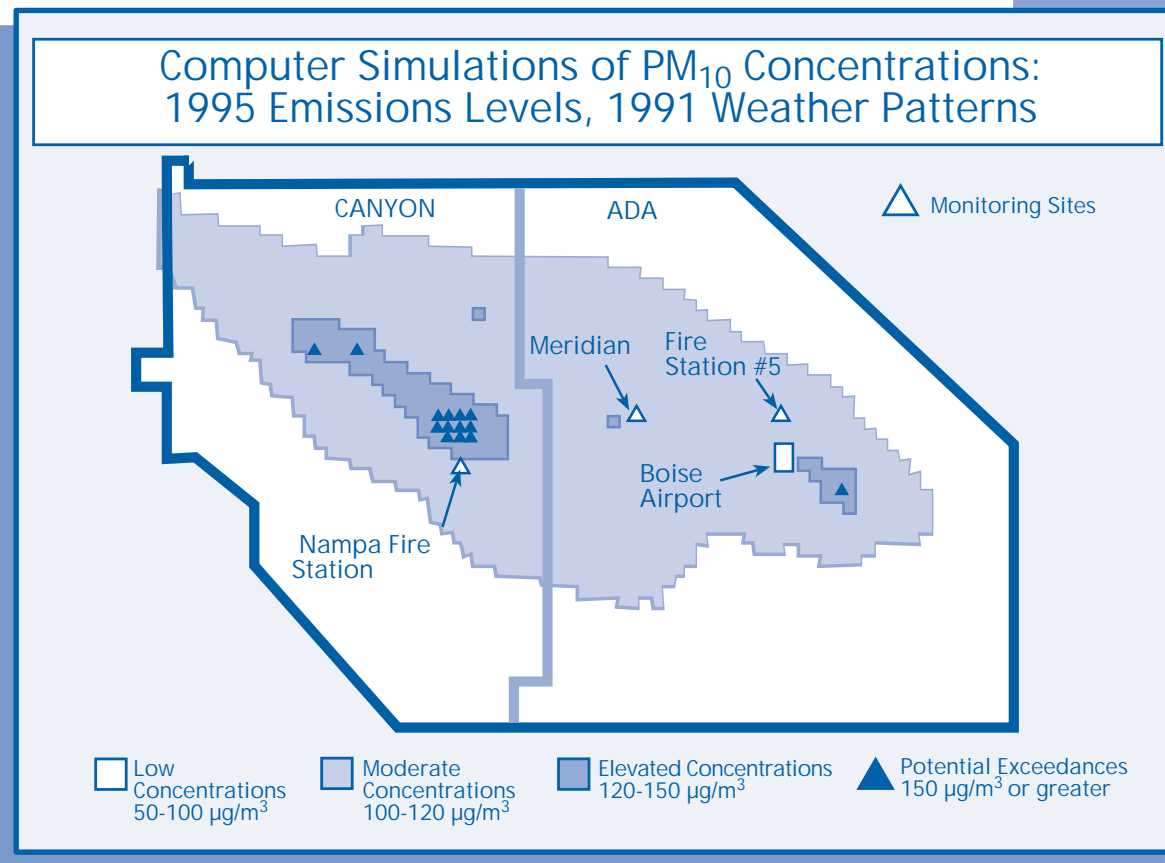 Computer Simulations of PM₁₀ Concentrations:
1995 Emissions Levels, 1991 Weather Patterns
CANYON
ADA
Monitoring Sites
Meridian
Fire
Station #5
Boise
Airport
Nampa Fire
Station
Low
Concentrations
50-100 µg/m³
Moderate
Concentrations
100-120 µg/m³
Elevated Concentrations
120-150 µg/m³
Potential Exceedances
150 µg/m³ or greater